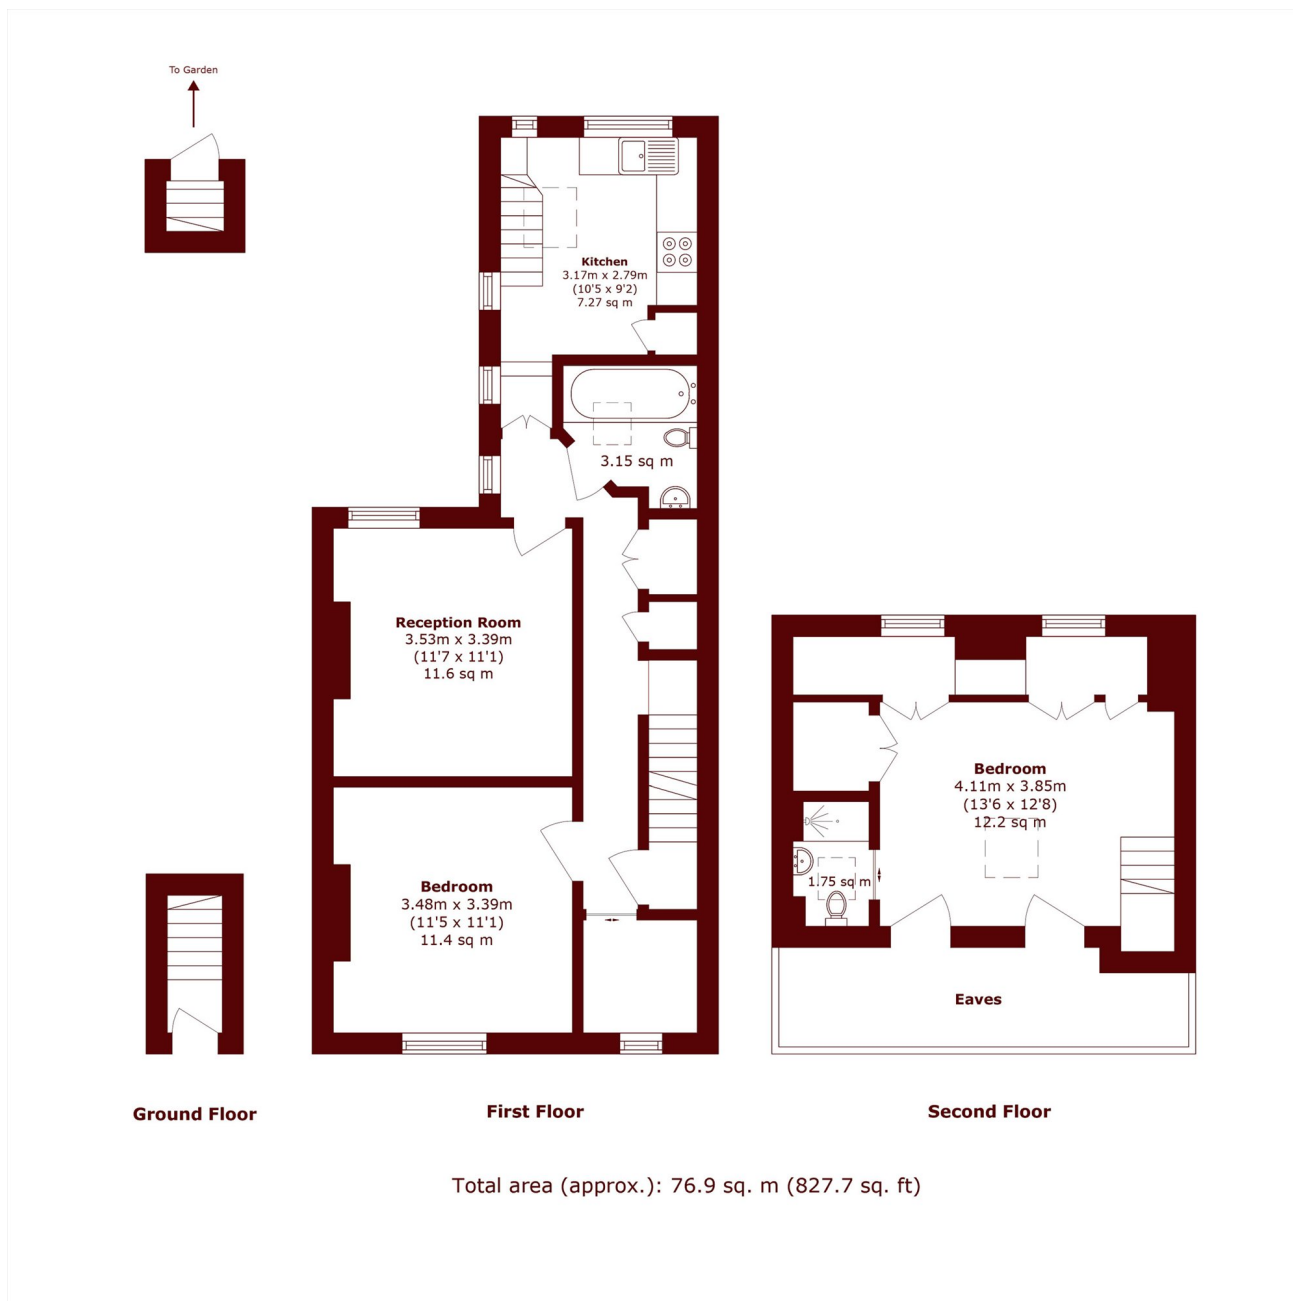 To Garden
Kitchen
3.17m x 2.79m
(10'5 x 9'2)
7.27 sq m
3.15 sq m
Reception Room
3.53m x 3.39m
(11'7 x 11'1)
11.6 sq m
Bedroom
3.48m x 3.39m
(11'5 x 11'1)
11.4 sq m
Bedroom
4.11m x 3.85m
(13'6 x 12'8)
12.2 sq m
1.75 sq m
Eaves
Ground Floor
First Floor
Second Floor
Total area (approx.): 76.9 sq. m (827.7 sq. ft)